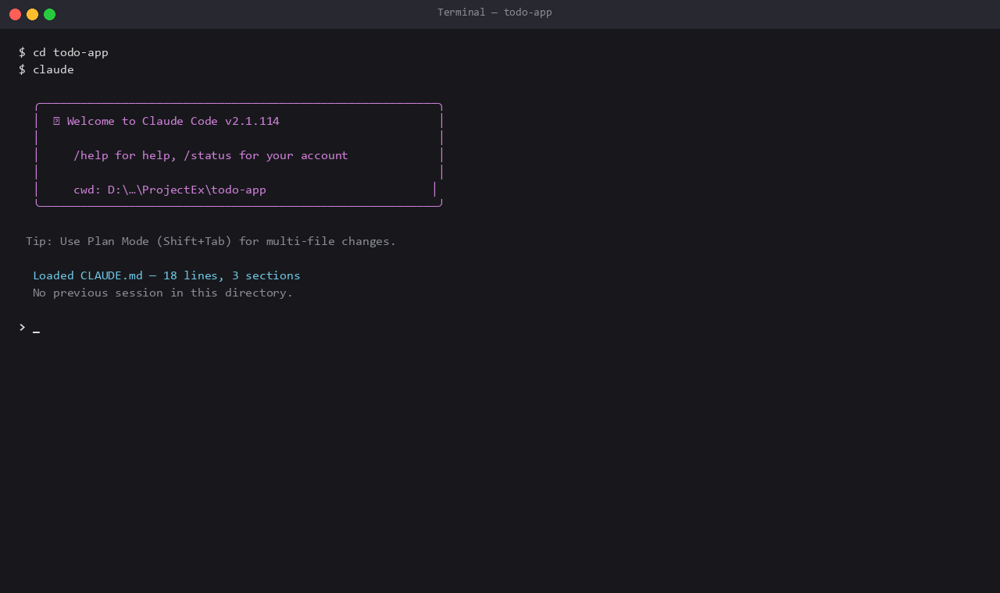 Terminal — todo-app
$ cd todo-app
$ claude
Welcome to Claude Code v2.1.114
/help for help, /status for your account
cwd: D:\…\ProjectEx\todo-app
Tip: Use Plan Mode (Shift+Tab) for multi-file changes.
Loaded CLAUDE.md — 18 lines, 3 sections
No previous session in this directory.
> _